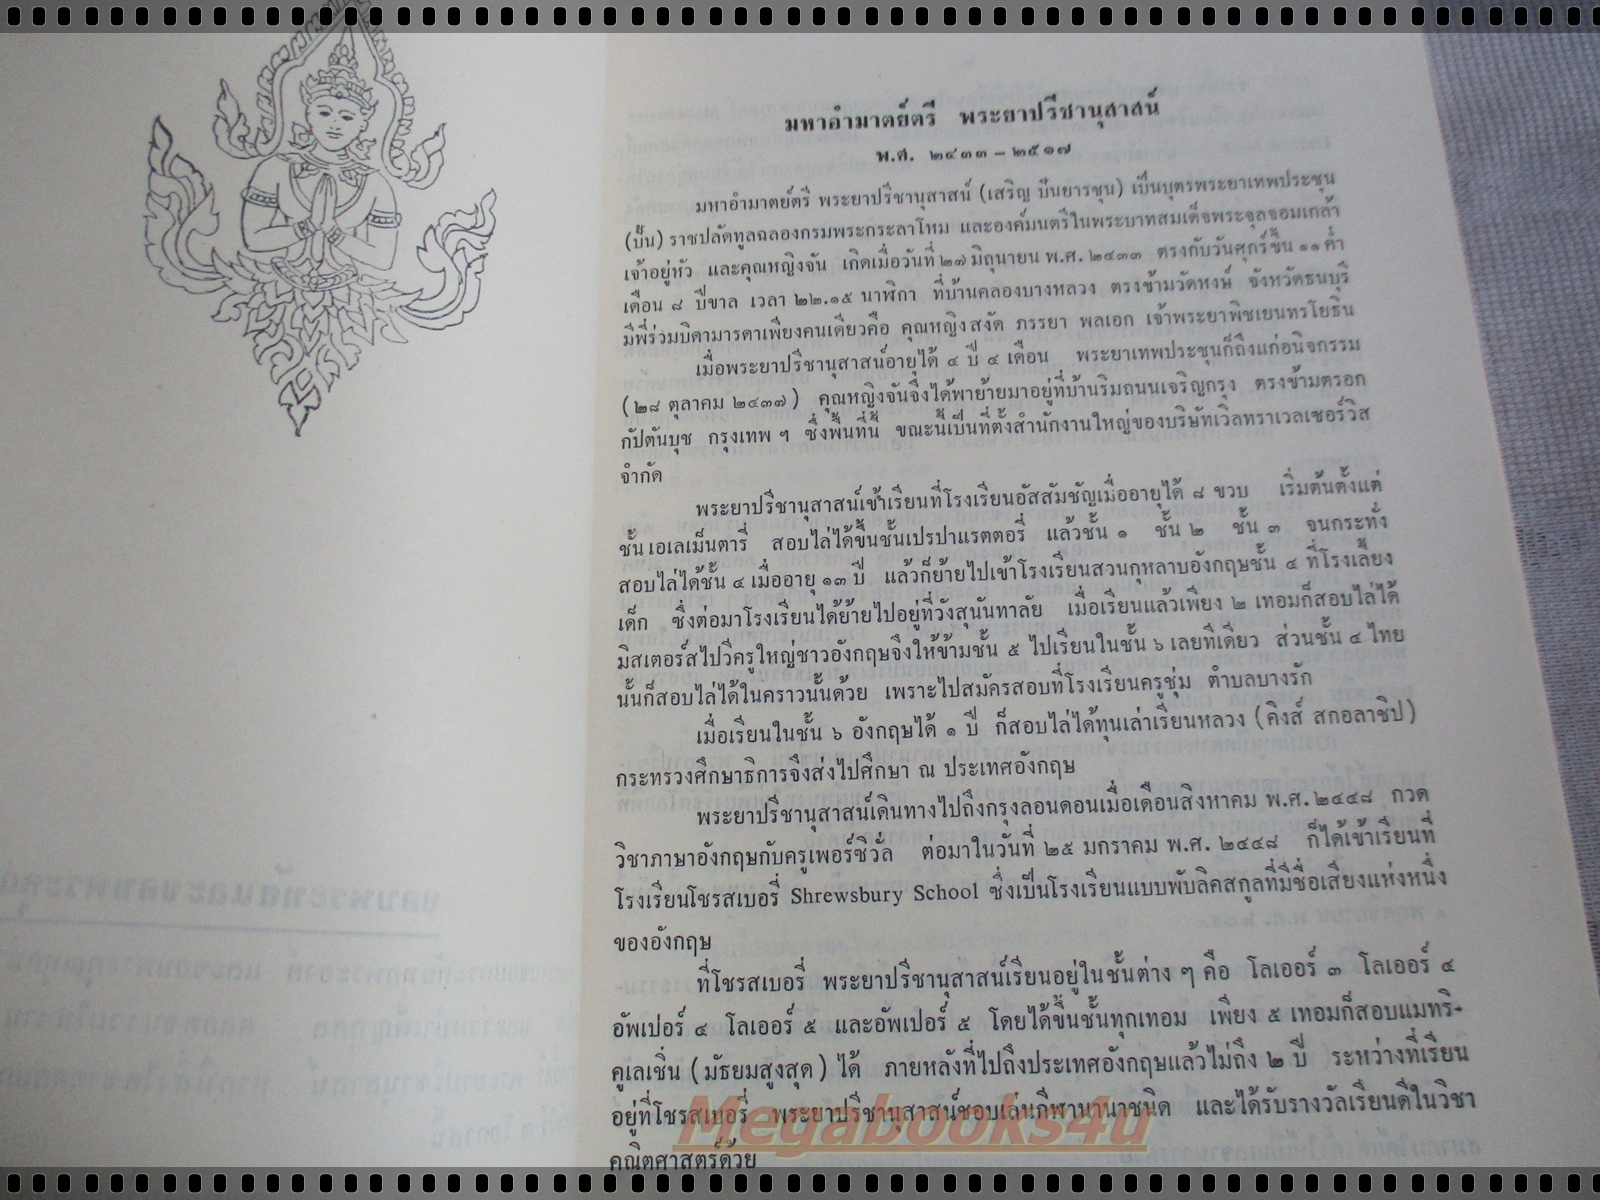 มหาอำมาตย์ตรี พระยาปรีชานุสาสน์
พ.ศ. ๒๔๓๓ – ๒๕๑๗
มหาอำมาตย์ตรี พระยาปรีชานุสาสน์ (เสริญ ปันยารชุน) เป็นบุตรพระยาเทพประชุน
(ปั๊น) ราชปลัดทูลฉลองกรมพระกระลาโหม และองค์มนตรีในพระบาทสมเด็จพระจุลจอมเกล้า
เจ้าอยู่หัว และคุณหญิงจัน เกิดเมื่อวันที่ ๒๗ มิถุนายน พ.ศ. ๒๔๓๓ ตรงกับวันศุกร์ขึ้น ๑๑ ค่ำ
เดือน ๘ ปีขาล เวลา ๒๒.๑๕ นาฬิกา ที่บ้านคลองบางหลวง ตรงข้ามวัดหงษ์ จังหวัดธนบุรี
มีพี่ร่วมบิดามารดาเพียงคนเดียวคือ คุณหญิงสงัด ภรรยา พลเอก เจ้าพระยาพิชเยนทรโยธิน
เมื่อพระยาปรีชานุสาสน์อายุได้ ๔ ปี ๔ เดือน พระยาเทพประชุนก็ถึงแก่อนิจกรรม
(๒๘ ตุลาคม ๒๔๓๗) คุณหญิงจันจึงได้พาย้ายมาอยู่ที่บ้านริมถนนเจริญกรุง ตรงข้ามตรอก
กัปตันบุช กรุงเทพ ฯ ซึ่งพื้นที่นี้ ขณะนี้เป็นที่ตั้งสำนักงานใหญ่ของบริษัทเวิลทราเวลเซอร์วิส
จำกัด
พระยาปรีชานุสาสน์เข้าเรียนที่โรงเรียนอัสสัมชัญเมื่ออายุได้ ๘ ขวบ เริ่มต้นตั้งแต่
ชั้นเอเลเม็นตารี่ สอบไล่ได้ขึ้นชั้นเปรปาแรตตอรี่ แล้วชั้น ๑ ชั้น ๒ ชั้น ๓ จนกระทั่ง
สอบไล่ได้ชั้น ๔ เมื่ออายุ ๑๓ ปี แล้วก็ย้ายไปเข้าโรงเรียนสวนกุหลาบอังกฤษชั้น ๔ ที่โรงเลี้ยง
เด็ก ซึ่งต่อมาโรงเรียนได้ย้ายไปอยู่ที่วังสุนันทาลัย เมื่อเรียนแล้วเพียง ๒ เทอมก็สอบไล่ได้
มิสเตอร์สไปวีครูใหญ่ชาวอังกฤษจึงให้ข้ามชั้น ๕ ไปเรียนในชั้น ๖ เลยทีเดียว ส่วนชั้น ๔ ไทย
นั้นก็สอบไล่ได้ในคราวนั้นด้วย เพราะไปสมัครสอบที่โรงเรียนครูชุ่ม ตำบลบางรัก
เมื่อเรียนในชั้น ๖ อังกฤษได้ ๑ ปี ก็สอบไล่ได้ทุนเล่าเรียนหลวง (คิงส์ สกอลาชิป)
กระทรวงศึกษาธิการจึงส่งไปศึกษา ณ ประเทศอังกฤษ
พระยาปรีชานุสาสน์เดินทางไปถึงกรุงลอนดอนเมื่อเดือนสิงหาคม พ.ศ. ๒๔๔๘ กวด
วิชาภาษาอังกฤษกับครูเพอร์ซิวั่ล ต่อมาในวันที่ ๒๕ มกราคม พ.ศ. ๒๔๔๘ ก็ได้เข้าเรียนที่
โรงเรียนโชรสเบอรี่ Shrewsbury School ซึ่งเป็นโรงเรียนแบบพับลิคสกูลที่มีชื่อเสียงแห่งหนึ่ง
ของอังกฤษ
ที่โชรสเบอรี่ พระยาปรีชานุสาสน์เรียนอยู่ในชั้นต่าง ๆ คือ โลเออร์ ๓ โลเออร์ ๔
อัพเปอร์ ๔ โลเออร์ ๕ และอัพเปอร์ ๕ โดยได้ขึ้นชั้นทุกเทอม เพียง ๕ เทอมก็สอบแมทริ-
คูเลเชิ่น (มัธยมสูงสุด) ได้ ภายหลังที่ไปถึงประเทศอังกฤษแล้วไม่ถึง ๒ ปี ระหว่างที่เรียน
อยู่ที่โชรสเบอรี่ พระยาปรีชานุสาสน์ชอบเล่นกีฬานานาชนิด และได้รับรางวัลเรียนดีในวิชา
คณิตศาสตร์ด้วย
Megabooks4u